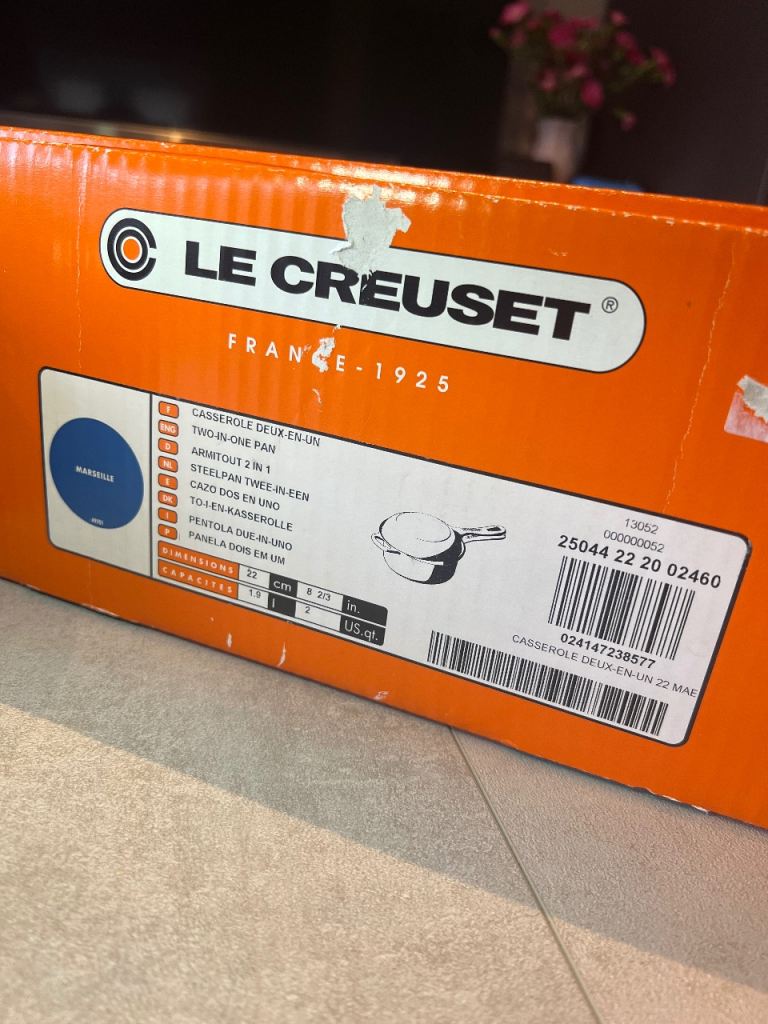 LE CREUSET ®
FRANCE - 1925
MARSEILLE
F CASSEROLE DEUX-EN-UN
ENG TWO-IN-ONE PAN
D ARMITOUT 2 IN 1
NL STEELPAN TWEE-IN-EEN
E CAZO DOS EN UNO
DK TO-I-EN-KASSEROLLE
I PENTOLA DUE-IN-UNO
P PANELA DOIS EM UM
DIMENSIONS 22 cm 8 2/3 in.
CAPACITES 1.9 l 2 US.qt.
13052
000000052
25044 22 20 02460
024147238577
CASSEROLE DEUX-EN-UN 22 MAE